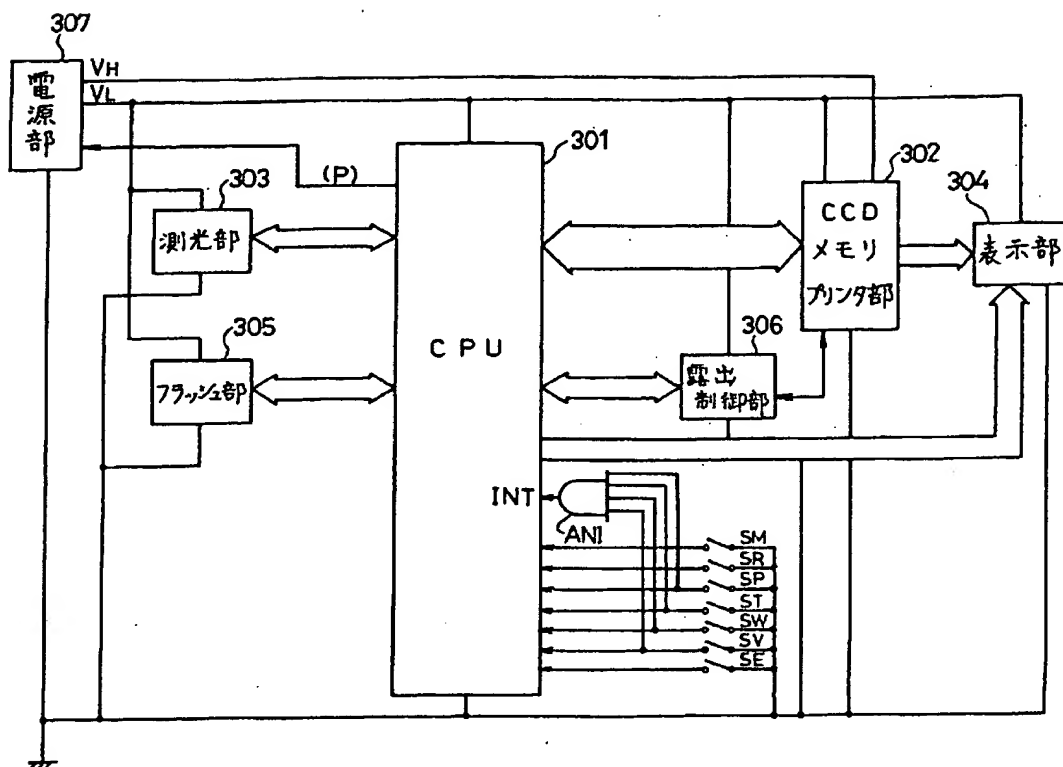 307
電源部
VH
VL
(P)
301
CPU
303
測光部
305
フラッシュ部
302
CCD
メモリ
プリンタ部
304
表示部
306
露出
制御部
INT
AN1
SM
SR
SP
ST
SW
SV
SE